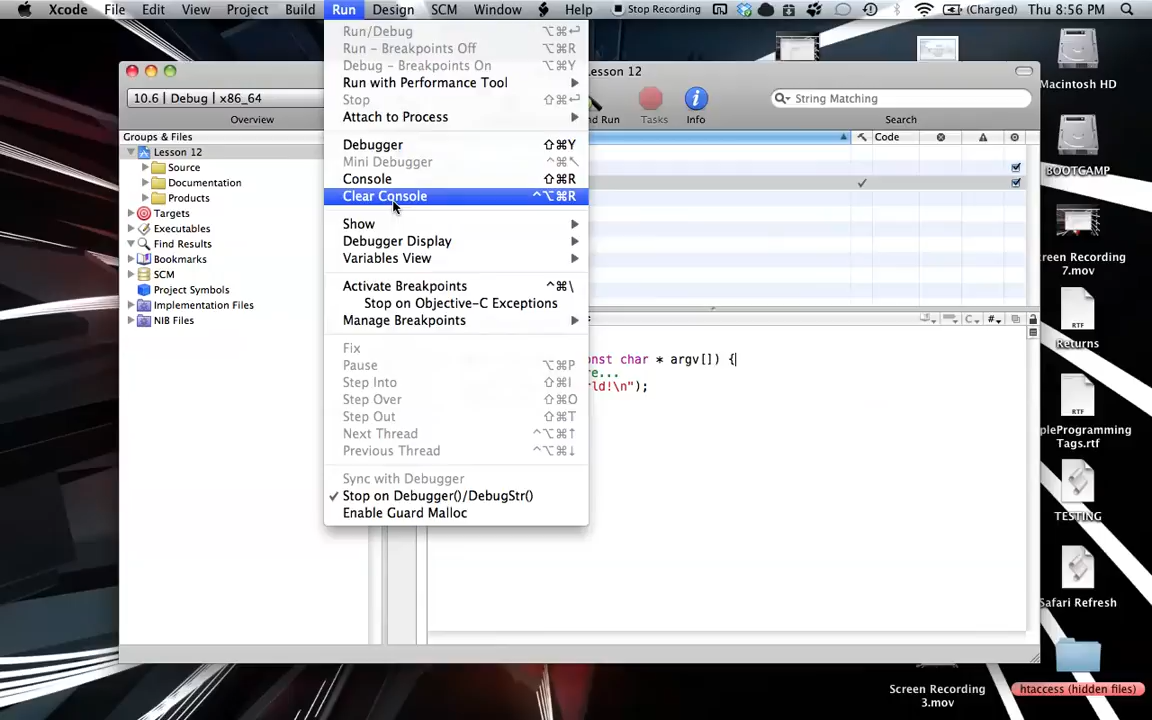 Xcode File Edit View Project Build Run Design SCM Window Help Stop Recording (Charged) Thu 8:56 PM
Run/Debug ⌥⌘↩
Run – Breakpoints Off ⌥⌘R
Debug – Breakpoints On ⌥⌘Y
Run with Performance Tool
Stop ⇧⌘↩
Attach to Process
Debugger ⇧⌘Y
Mini Debugger ^⌘↖
Console ⇧⌘R
Clear Console ^⌥⌘R
Show
Debugger Display
Variables View
Activate Breakpoints ^⌘\
Stop on Objective-C Exceptions
Manage Breakpoints
Fix
Pause ⌥⌘P
Step Into ⇧⌘I
Step Over ⇧⌘O
Step Out ⇧⌘T
Next Thread ^⌥⌘↑
Previous Thread ^⌥⌘↓
Sync with Debugger
✓ Stop on Debugger()/DebugStr()
Enable Guard Malloc
esson 12
10.6 | Debug | x86_64
String Matching
Overview
nd Run
Tasks
Info
Search
Groups & Files
Code
Lesson 12
Source
Documentation
Products
Targets
Executables
Find Results
Bookmarks
SCM
Project Symbols
Implementation Files
NIB Files
nst char * argv[]) {
re...
rld!\n");
Macintosh HD
BOOTCAMP
creen Recording
7.mov
Returns
pleProgramming
Tags.rtf
TESTING
Safari Refresh
Screen Recording
3.mov
htaccess (hidden files)